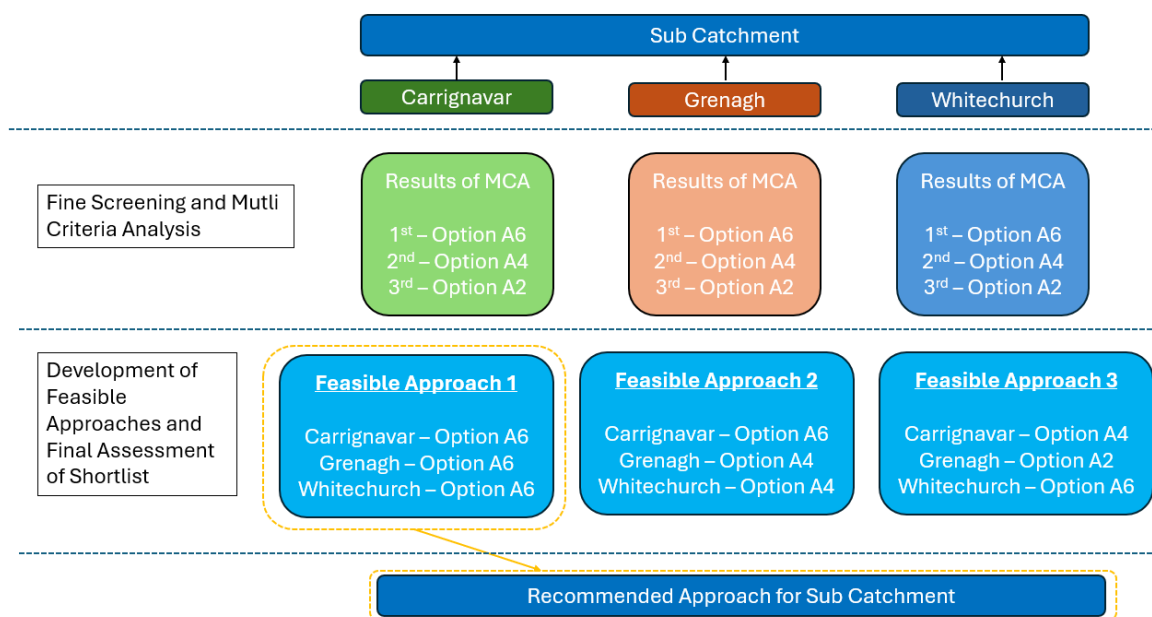 Sub Catchment
Carrignavar
Grenagh
Whitechurch
Fine Screening and Mutli
Criteria Analysis
Results of MCA
1st – Option A6
2nd – Option A4
3rd – Option A2
Results of MCA
1st – Option A6
2nd – Option A4
3rd – Option A2
Results of MCA
1st – Option A6
2nd – Option A4
3rd – Option A2
Development of
Feasible
Approaches and
Final Assessment
of Shortlist
Feasible Approach 1
Carrignavar – Option A6
Grenagh – Option A6
Whitechurch – Option A6
Feasible Approach 2
Carrignavar – Option A6
Grenagh – Option A4
Whitechurch – Option A4
Feasible Approach 3
Carrignavar – Option A4
Grenagh – Option A2
Whitechurch – Option A6
Recommended Approach for Sub Catchment